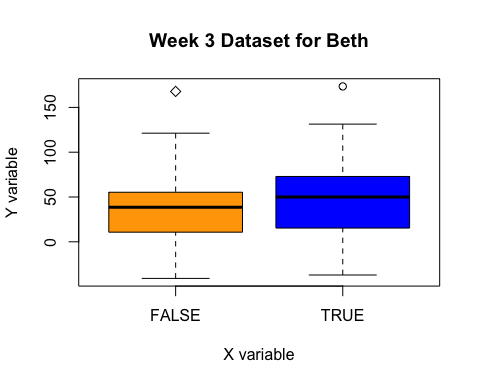 Week 3 Dataset for Beth
Y variable
150
100
50
0
FALSE
TRUE
X variable